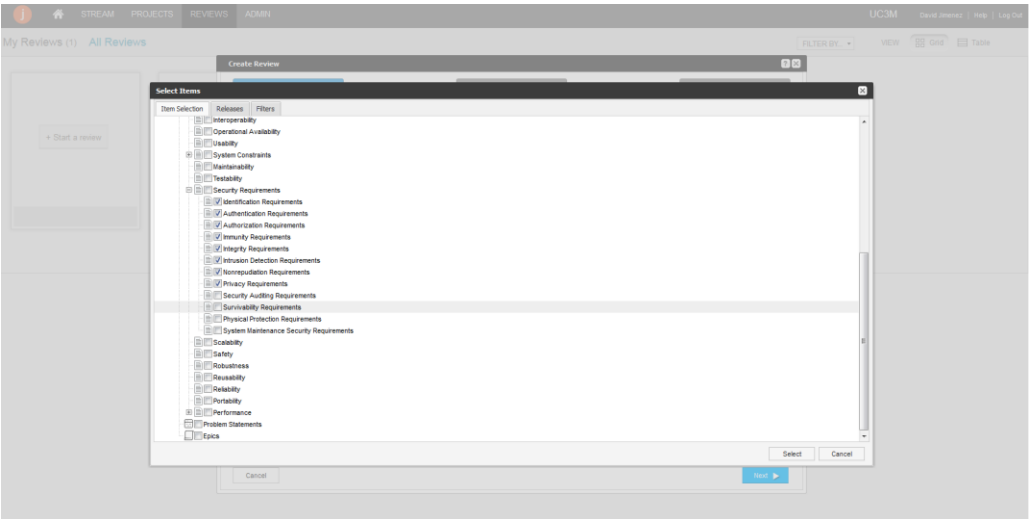 j STREAM PROJECTS REVIEWS ADMIN UC3M David Jimenez | Help | Log Out
My Reviews (1) All Reviews FILTER BY... VIEW Grid Table
Create Review
Select Items
Item Selection Releases Filters
Interoperability
Operational Availability
Usability
+ Start a review
System Constraints
Maintainability
Testability
Security Requirements
Identification Requirements
Authentication Requirements
Authorization Requirements
Immunity Requirements
Integrity Requirements
Intrusion Detection Requirements
Nonrepudiation Requirements
Privacy Requirements
Security Auditing Requirements
Survivability Requirements
Physical Protection Requirements
System Maintenance Security Requirements
Scalability
Safety
Robustness
Reusability
Reliability
Portability
Performance
Problem Statements
Epics
Select Cancel
Cancel Next